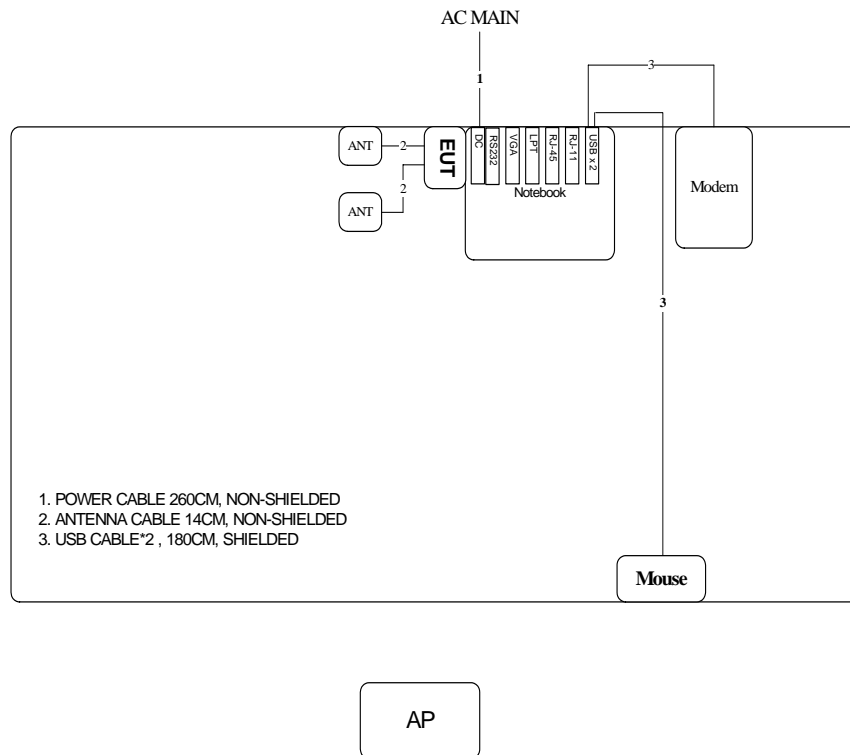 AC MAIN
1
3
ANT
2
EUT
DC
RS232
VGA
LPT
RJ-45
RJ-11
USB x 2
Notebook
Modem
ANT
2
3
1. POWER CABLE 260CM, NON-SHIELDED
2. ANTENNA CABLE 14CM, NON-SHIELDED
3. USB CABLE*2 , 180CM, SHIELDED
Mouse
AP